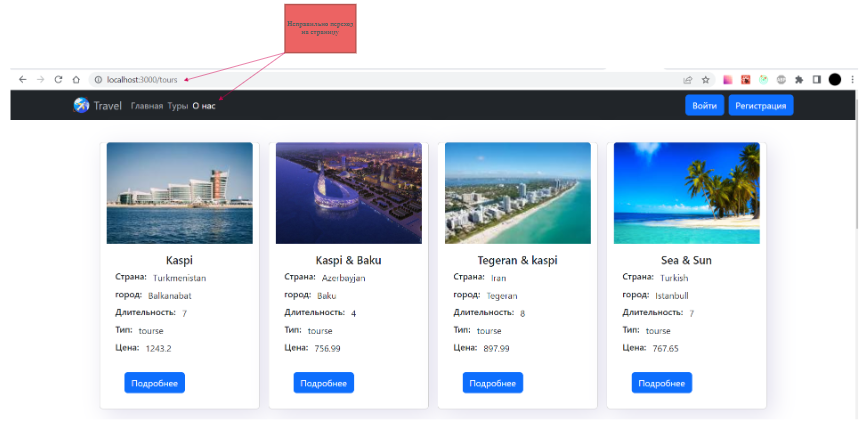 Неправильно переход
на страницу
localhost:3000/tours
Travel Главная Туры О нас Войти Регистрация
Kaspi
Страна: Turkmenistan
город: Balkanabat
Длительность: 7
Тип: tourse
Цена: 1243.2
Подробнее
Kaspi & Baku
Страна: Azerbayjan
город: Baku
Длительность: 4
Тип: tourse
Цена: 756.99
Подробнее
Tegeran & kaspi
Страна: Iran
город: Tegeran
Длительность: 8
Тип: tourse
Цена: 897.99
Подробнее
Sea & Sun
Страна: Turkish
город: Istanbull
Длительность: 7
Тип: tourse
Цена: 767.65
Подробнее